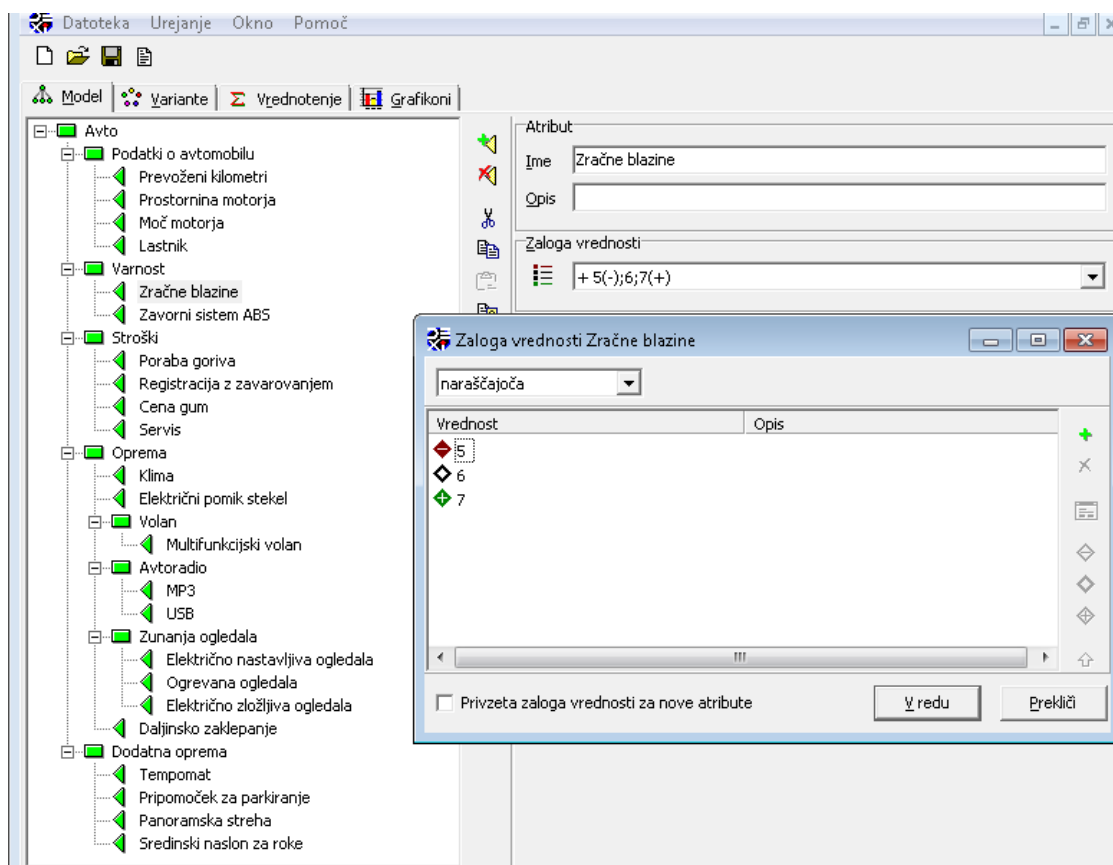 Datoteka Urejanje Okno Pomoč
Model Variante Vrednotenje Grafikoni
Avto
Podatki o avtomobilu
Prevoženi kilometri
Prostornina motorja
Moč motorja
Lastnik
Varnost
Zračne blazine
Zavorni sistem ABS
Stroški
Poraba goriva
Registracija z zavarovanjem
Cena gum
Servis
Oprema
Klima
Električni pomik stekel
Volan
Multifunkcijski volan
Avtoradio
MP3
USB
Zunanja ogledala
Električno nastavljiva ogledala
Ogrevana ogledala
Električno zložljiva ogledala
Daljinsko zaklepanje
Dodatna oprema
Tempomat
Pripomoček za parkiranje
Panoramska streha
Sredinski naslon za roke
Atribut
Ime Zračne blazine
Opis
Zaloga vrednosti
+ 5(-);6;7(+)
Zaloga vrednosti Zračne blazine
naraščajoča
Vrednost Opis
5
6
7
Privzeta zaloga vrednosti za nove atribute V redu Prekliči